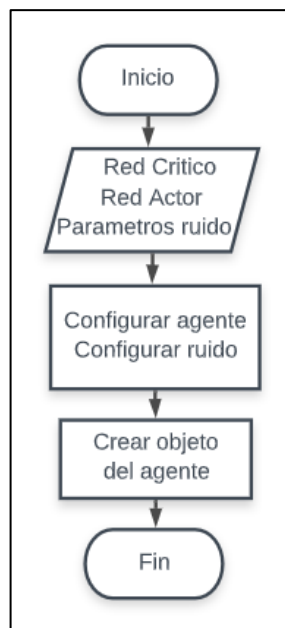 Inicio
Red Critico
Red Actor
Parametros ruido
Configurar agente
Configurar ruido
Crear objeto
del agente
Fin